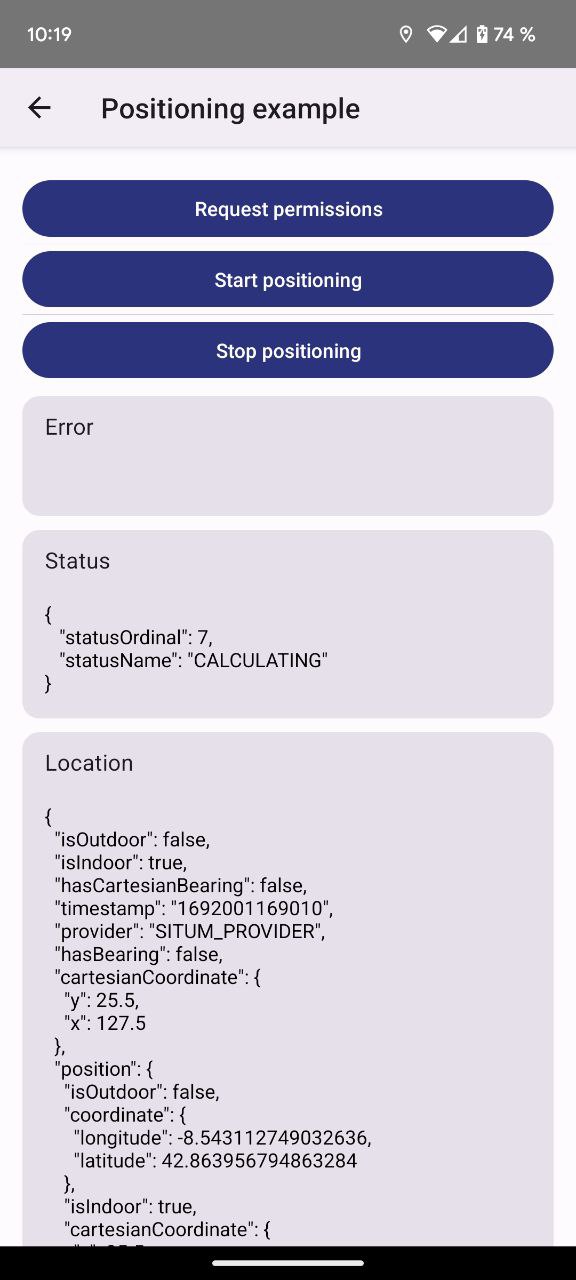 10:19
74 %
Positioning example
Request permissions
Start positioning
Stop positioning
Error
Status
{
"statusOrdinal": 7,
"statusName": "CALCULATING"
}
Location
{
"isOutdoor": false,
"isIndoor": true,
"hasCartesianBearing": false,
"timestamp": "1692001169010",
"provider": "SITUM_PROVIDER",
"hasBearing": false,
"cartesianCoordinate": {
"y": 25.5,
"x": 127.5
},
"position": {
"isOutdoor": false,
"coordinate": {
"longitude": -8.543112749032636,
"latitude": 42.863956794863284
},
"isIndoor": true,
"cartesianCoordinate": {